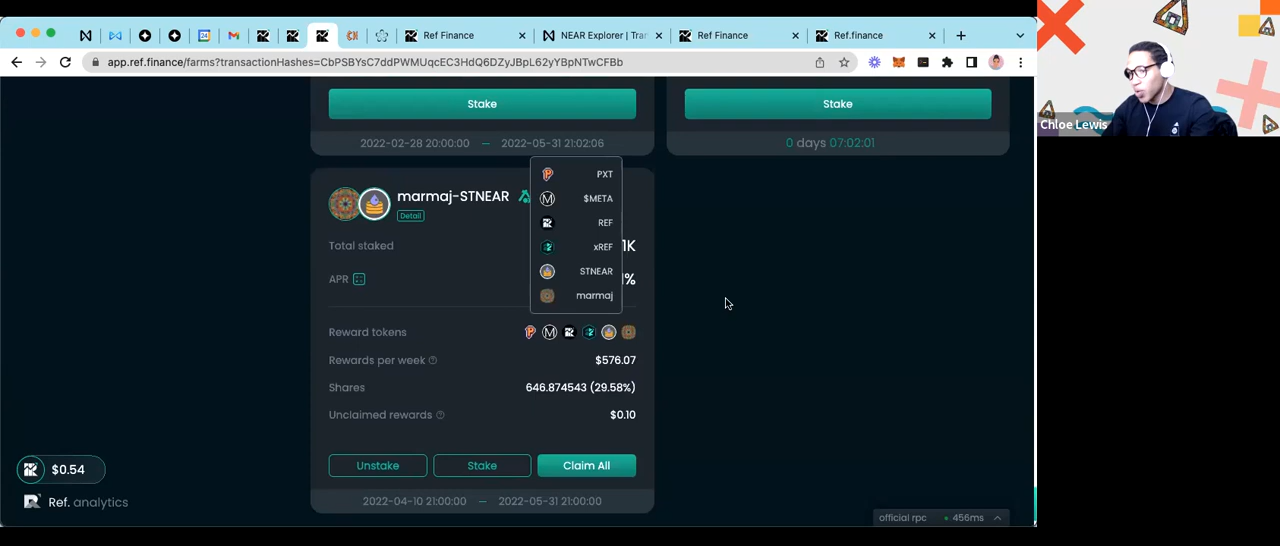 Ref Finance
NEAR Explorer | Tran
Ref Finance
Ref.finance
app.ref.finance/farms?transactionHashes=CbPSBYsC7ddPWMUqcEC3HdQ6DZyJBpL62yYBpNTwCFBb
Chloe Lewis
Stake
Stake
2022-02-28 20:00:00 — 2022-05-31 21:02:06
0 days 07:02:01
marmaj-STNEAR
Detail
PXT
$META
REF
xREF
STNEAR
marmaj
Total staked
1K
APR
%
Reward tokens
Rewards per week
$576.07
Shares
646.874543 (29.58%)
Unclaimed rewards
$0.10
Unstake
Stake
Claim All
2022-04-10 21:00:00 — 2022-05-31 21:00:00
$0.54
Ref. analytics
official rpc
456ms